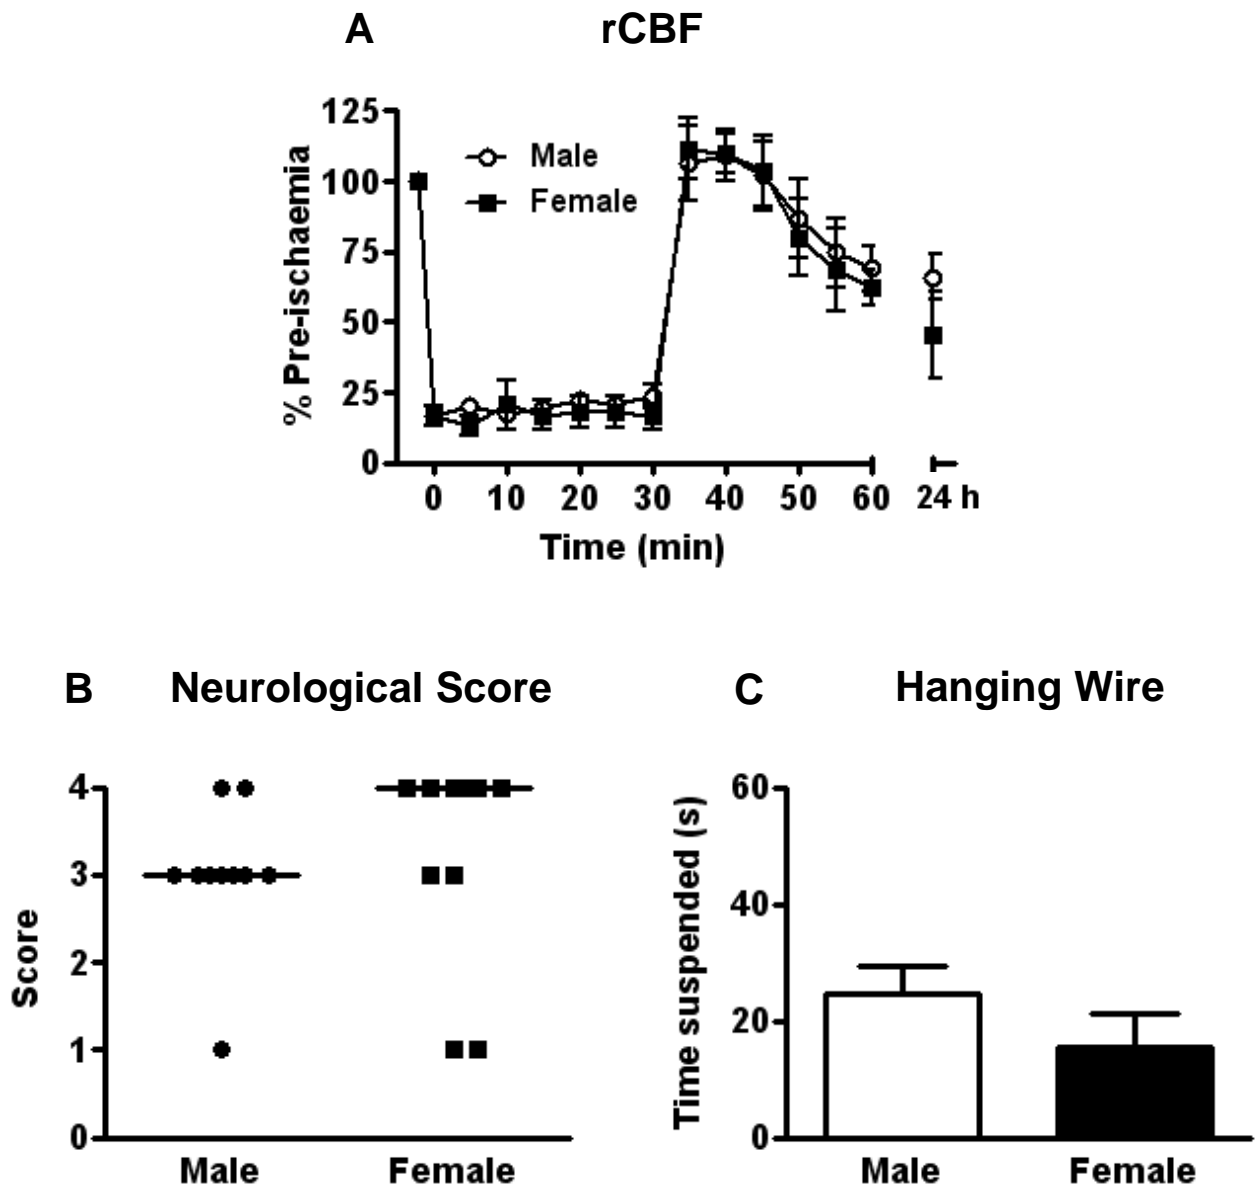 A rCBF
125
100
75
50
25
0
% Pre-ischaemia
Male
Female
0 10 20 30 40 50 60 24 h
Time (min)
B Neurological Score
4
3
2
1
0
Score
Male Female
C Hanging Wire
60
40
20
0
Time suspended (s)
Male Female